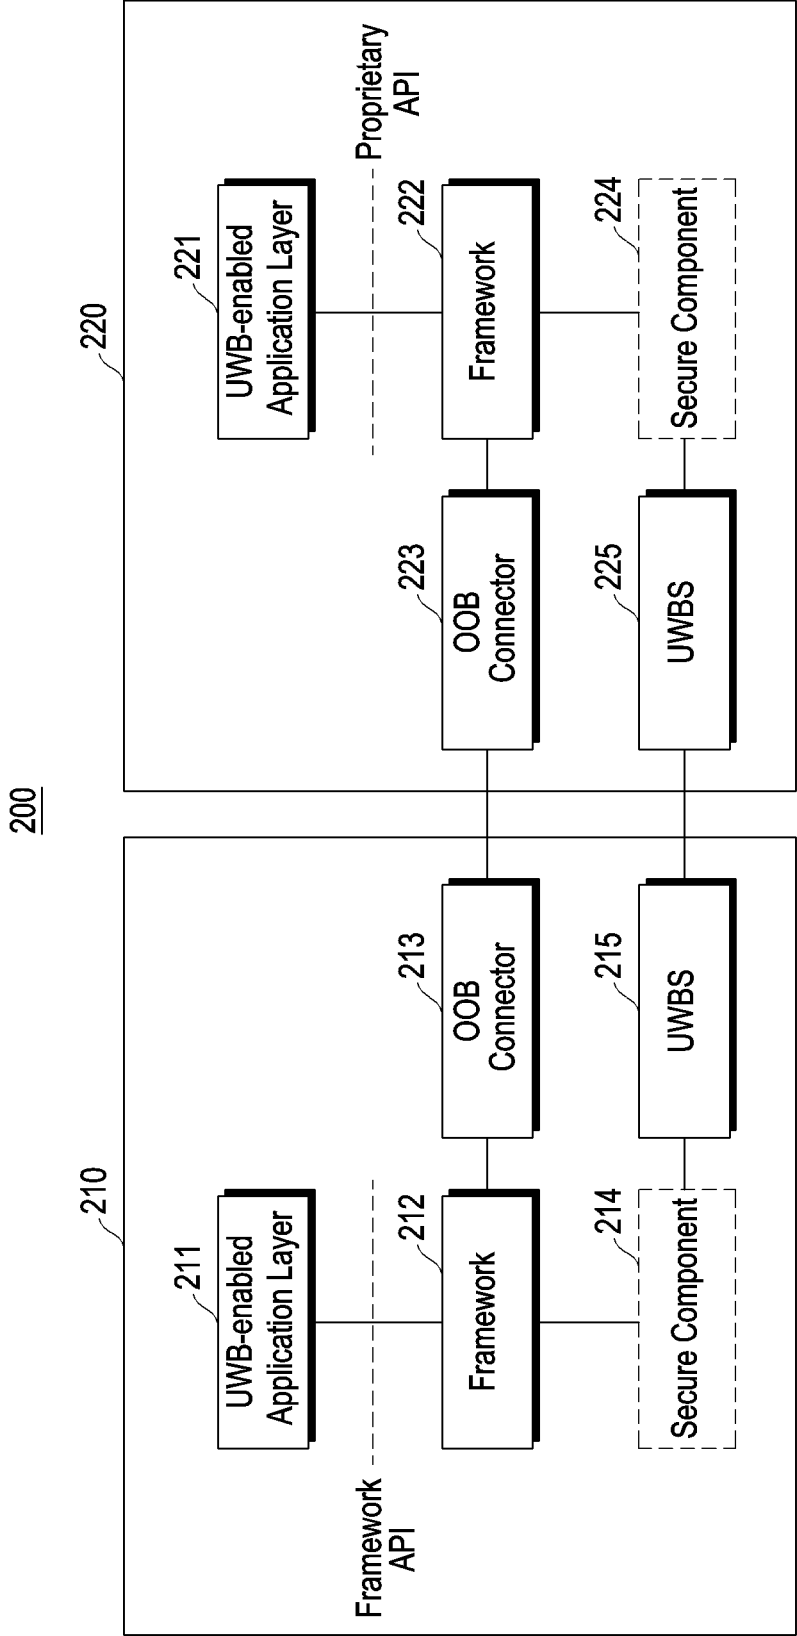 200
210
220
211
UWB-enabled
Application Layer
221
UWB-enabled
Application Layer
Framework
API
Proprietary
API
212
Framework
213
OOB
Connector
223
OOB
Connector
222
Framework
214
Secure Component
215
UWBS
225
UWBS
224
Secure Component